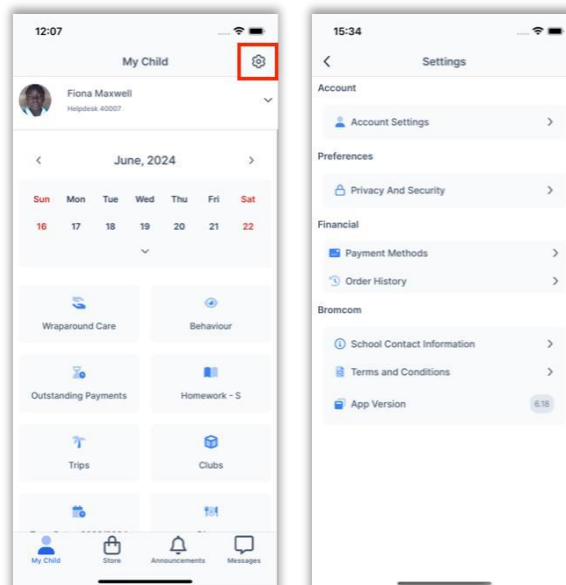 12:07
My Child
Fiona Maxwell
Helpdesk 40007
June, 2024
Sun Mon Tue Wed Thu Fri Sat
16 17 18 19 20 21 22
Wraparound Care
Behaviour
Outstanding Payments
Homework - S
Trips
Clubs
My Child
Store
Announcements
Messages
15:34
Settings
Account
Account Settings
Preferences
Privacy And Security
Financial
Payment Methods
Order History
Bromcom
School Contact Information
Terms and Conditions
App Version 6.18